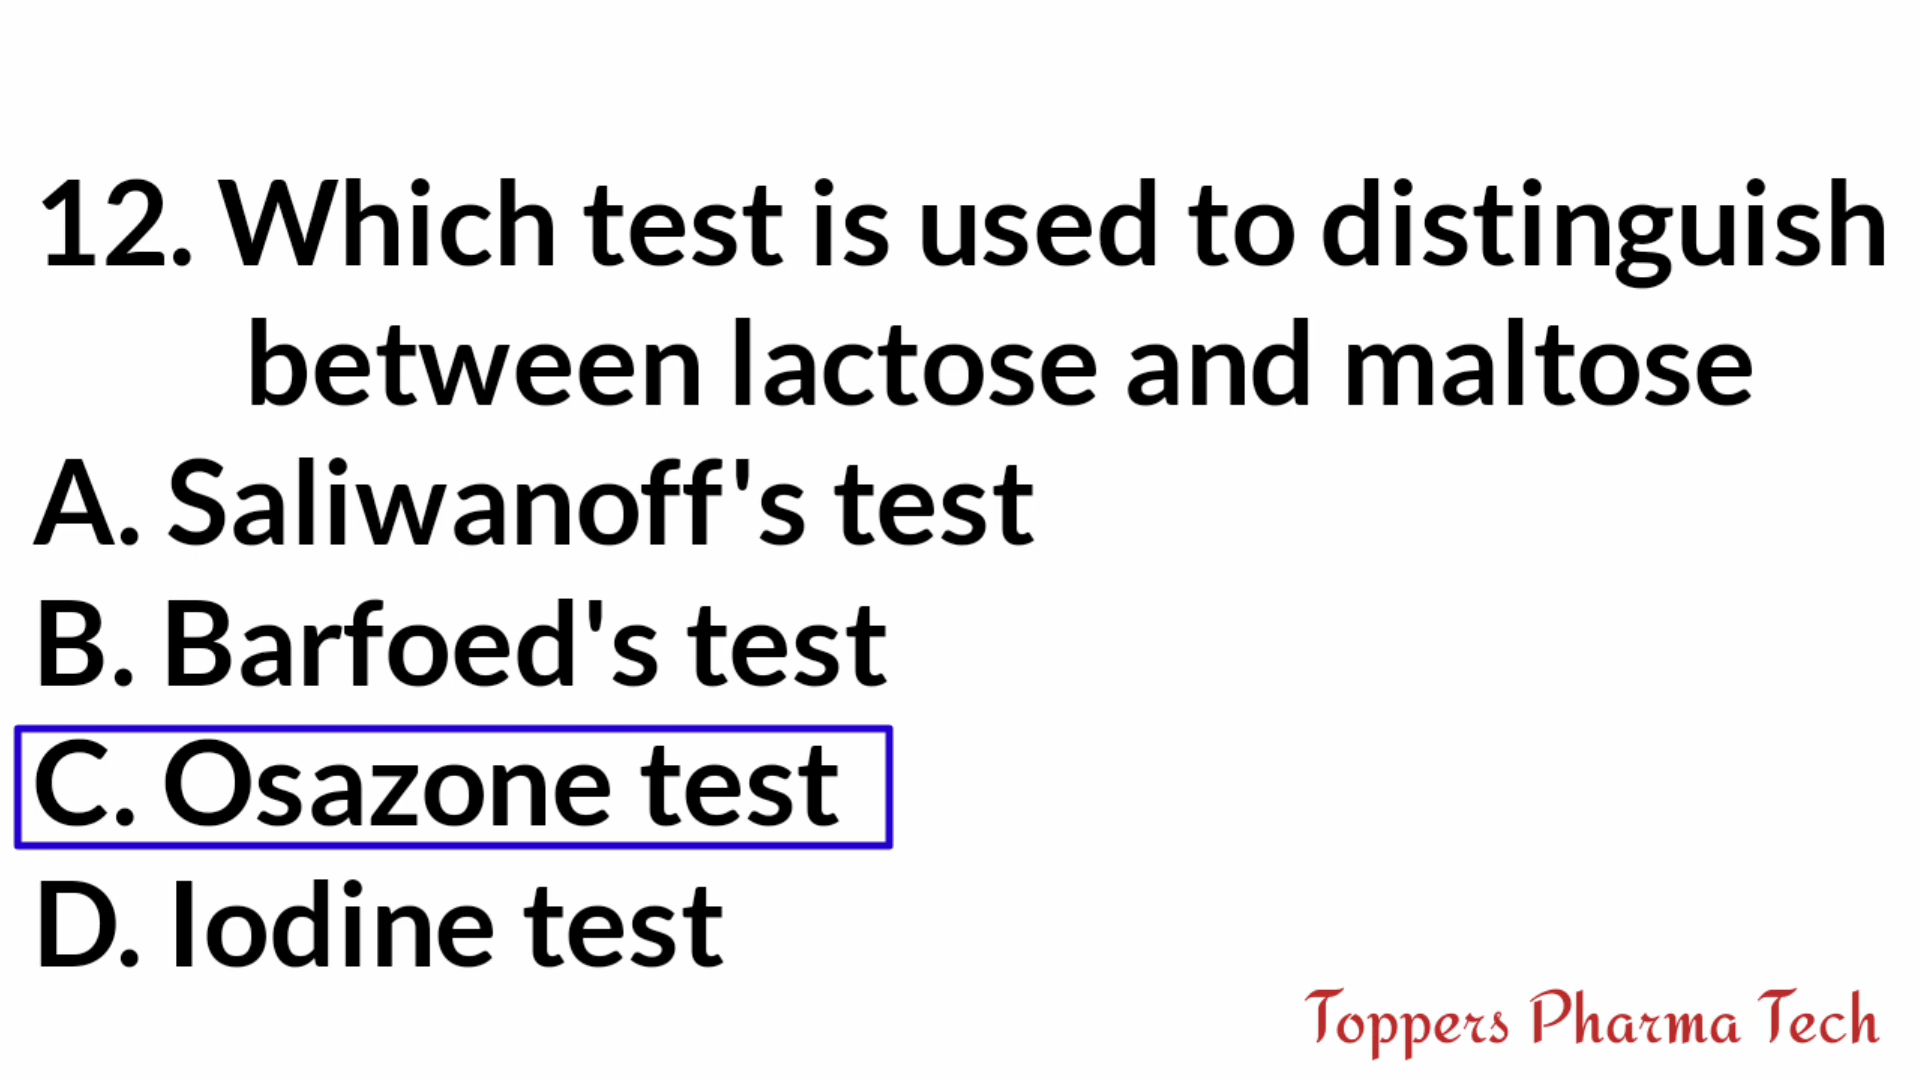 12. Which test is used to distinguish
between lactose and maltose
A. Saliwanoff's test
B. Barfoed's test
C. Osazone test
D. Iodine test
Toppers Pharma Tech